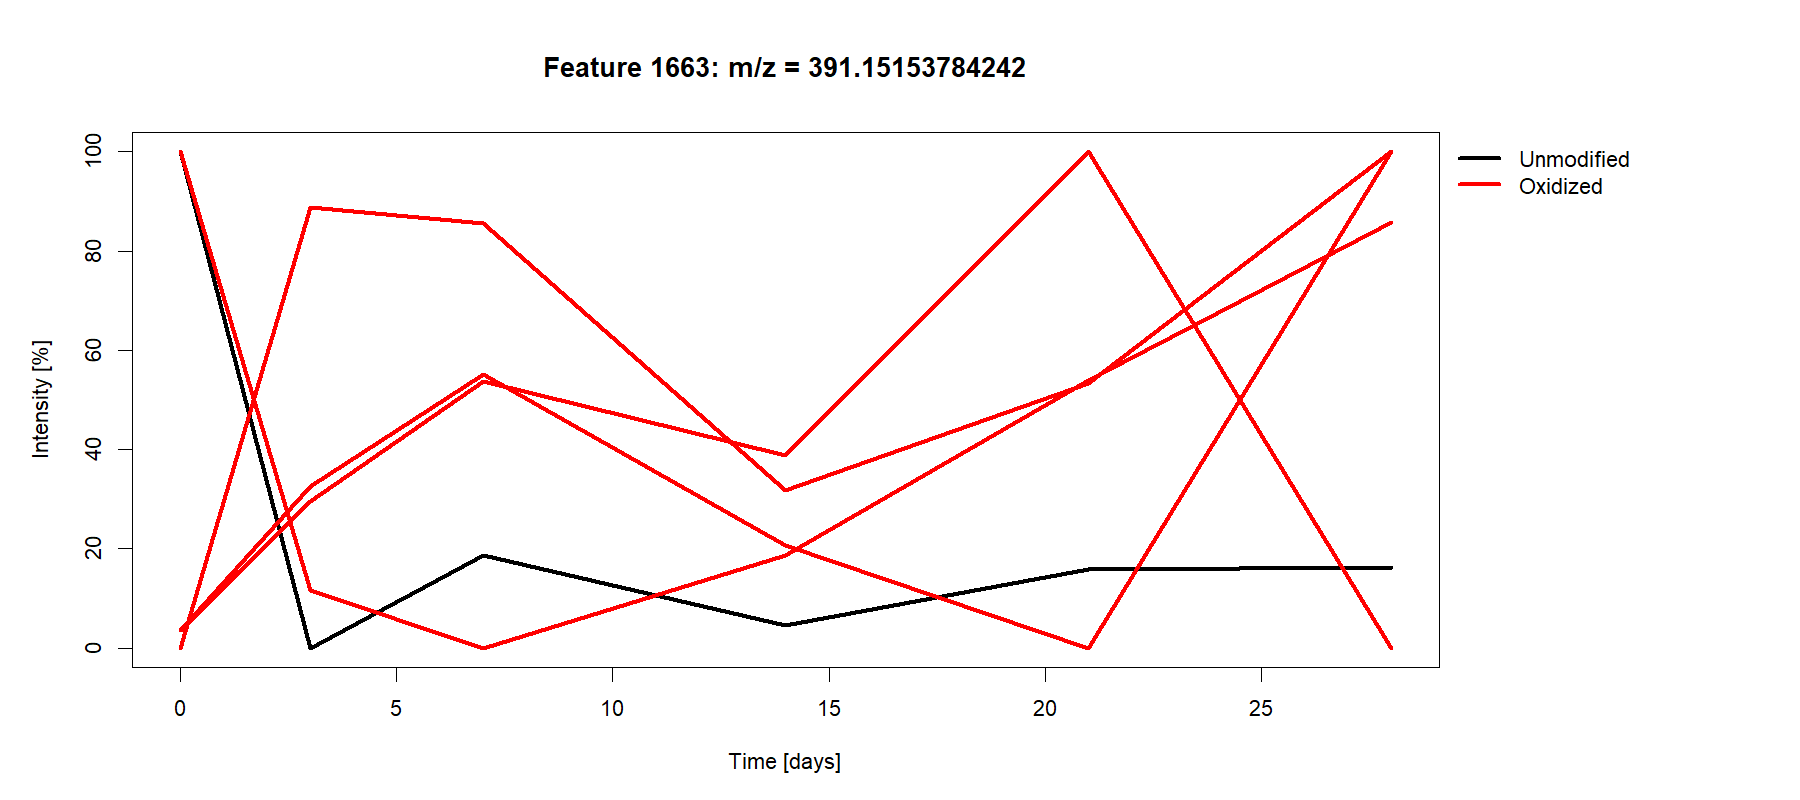 Feature 1663: m/z = 391.15153784242
Unmodified
Oxidized
Intensity [%]
100
80
60
40
20
0
0 5 10 15 20 25
Time [days]